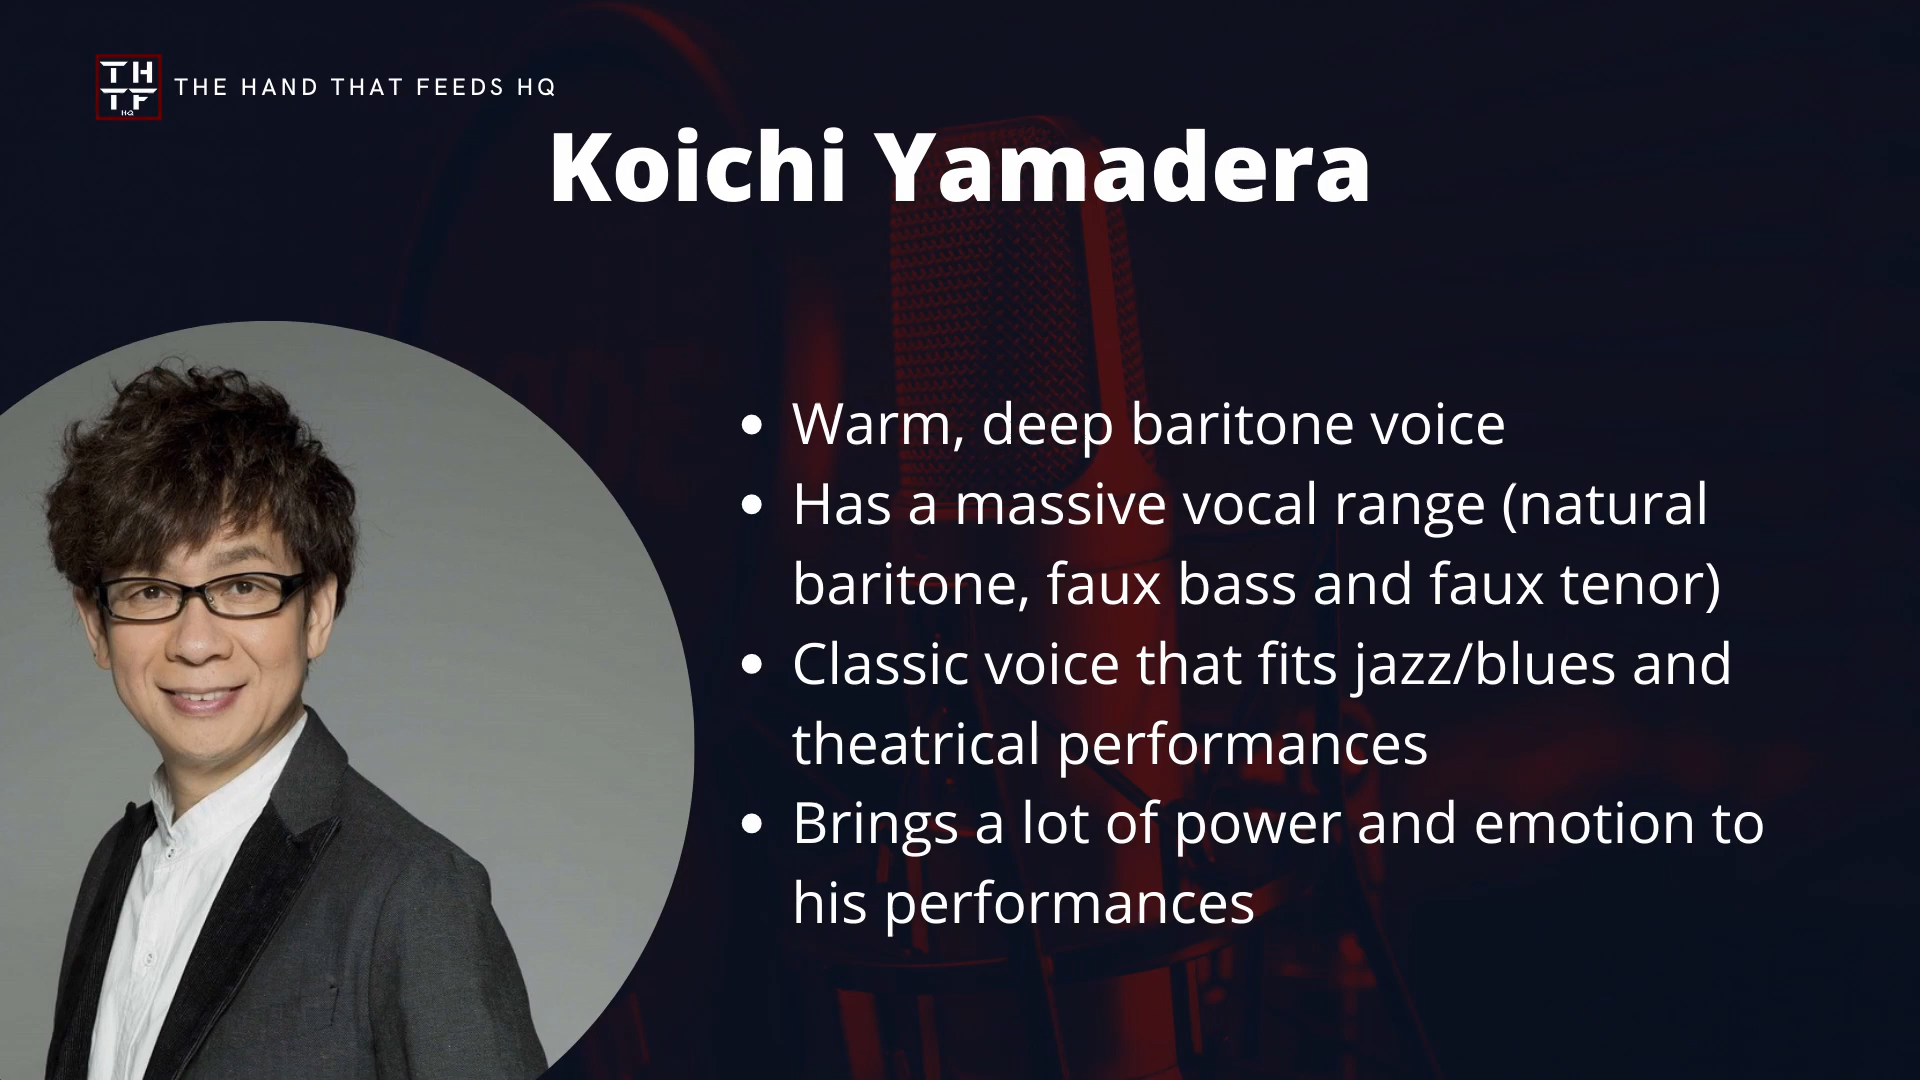 TH
TF
HQ
THE HAND THAT FEEDS HQ
Koichi Yamadera
• Warm, deep baritone voice
• Has a massive vocal range (natural
baritone, faux bass and faux tenor)
• Classic voice that fits jazz/blues and
theatrical performances
• Brings a lot of power and emotion to
his performances